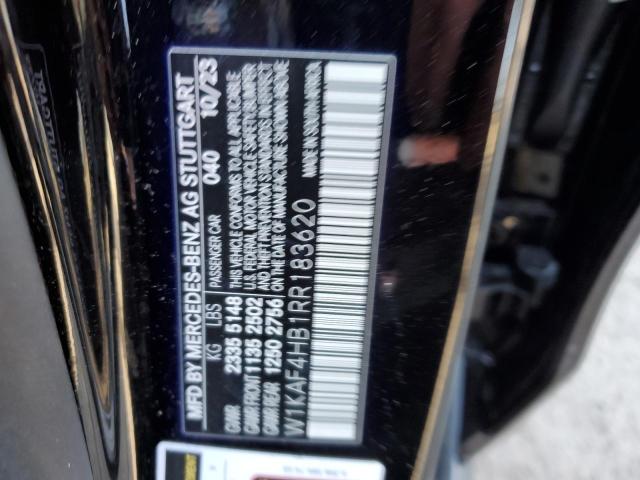 MFD BY MERCEDES-BENZ AG STUTTGART
PASSENGER CAR 040 10/23
KG LBS
GVWR 2335 5148
GAWR FRONT 1135 2502
GAWR REAR 1250 2756
THIS VEHICLE CONFORMS TO ALL APPLICABLE
U.S. FEDERAL MOTOR VEHICLE SAFETY, BUMPER
AND THEFT PREVENTION STANDARDS IN EFFECT
ON THE DATE OF MANUFACTURE SHOWN ABOVE
W1KAF4HB1RR183620
MADE IN SOUTH AFRICA